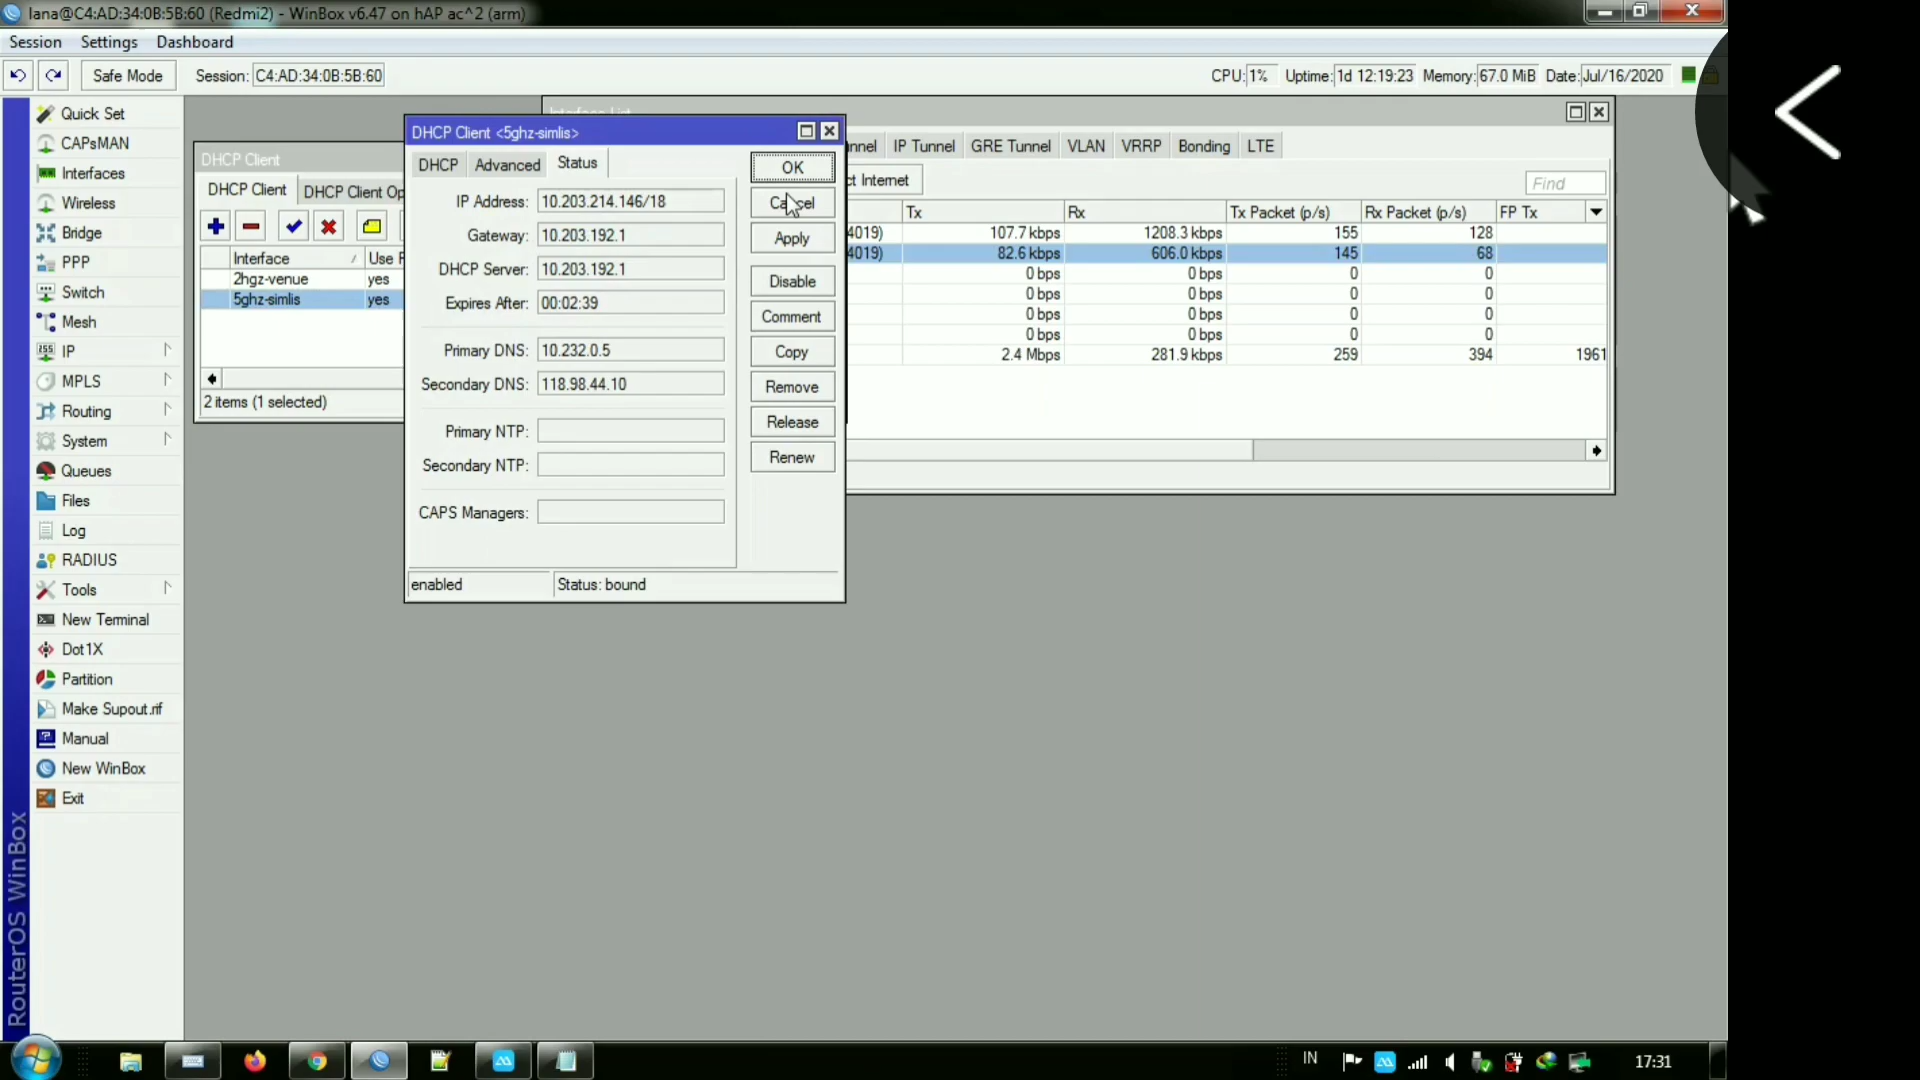 lana@C4:AD:34:0B:5B:60 (Redmi2) - WinBox v6.47 on hAP ac^2 (arm)
Session Settings Dashboard
Safe Mode Session: C4:AD:34:0B:5B:60 CPU: 1% Uptime: 1d 12:19:23 Memory: 67.0 MiB Date: Jul/16/2020
Quick Set
CAPsMAN
Interfaces
Wireless
Bridge
PPP
Switch
Mesh
IP
MPLS
Routing
System
Queues
Files
Log
RADIUS
Tools
New Terminal
Dot1X
Partition
Make Supout.rif
Manual
New WinBox
Exit
RouterOS WinBox
DHCP Client
DHCP Client DHCP Client Op
Interface Use
2hgz-venue yes
5ghz-simlis yes
2 items (1 selected)
DHCP Client <5ghz-simlis>
DHCP Advanced Status
IP Address: 10.203.214.146/18
Gateway: 10.203.192.1
DHCP Server: 10.203.192.1
Expires After: 00:02:39
Primary DNS: 10.232.0.5
Secondary DNS: 118.98.44.10
Primary NTP:
Secondary NTP:
CAPS Managers:
enabled Status: bound
OK
Cancel
Apply
Disable
Comment
Copy
Remove
Release
Renew
Interface List
nnel IP Tunnel GRE Tunnel VLAN VRRP Bonding LTE
ct Internet Find
Tx Rx Tx Packet (p/s) Rx Packet (p/s) FP Tx
4019) 107.7 kbps 1208.3 kbps 155 128
4019) 82.6 kbps 606.0 kbps 145 68
0 bps 0 bps 0 0
0 bps 0 bps 0 0
0 bps 0 bps 0 0
0 bps 0 bps 0 0
2.4 Mbps 281.9 kbps 259 394 1961
IN 17:31